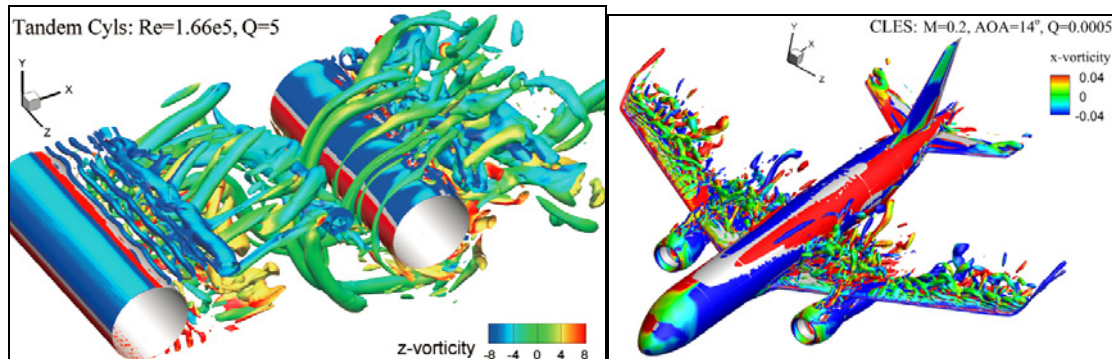 Tandem Cyls: Re=1.66e5, Q=5
Y
X
Z
z-vorticity
-8 -4 0 4 8
CLES: M=0.2, AOA=14°, Q=0.0005
Y
X
Z
x-vorticity
0.04
0
-0.04